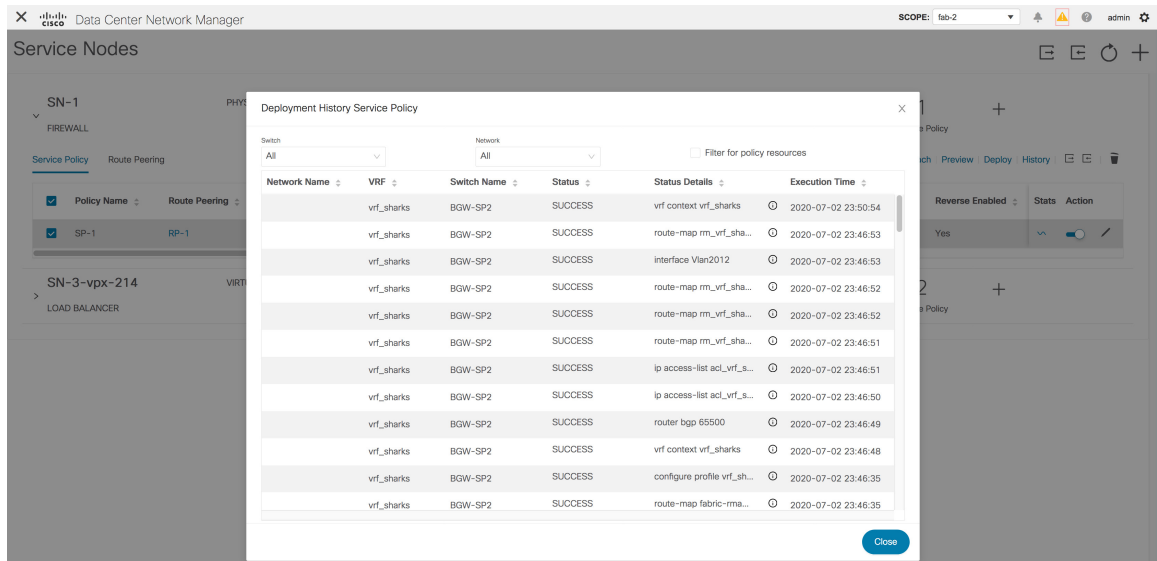 CISCO Data Center Network Manager SCOPE: fab-2 admin
Service Nodes
SN-1 PHYS
FIREWALL Policy
Service Policy Route Peering Preview Deploy History
Policy Name Route Peering Reverse Enabled Stats Action
SP-1 RP-1 Yes
SN-3-vpx-214 VIRT 2
LOAD BALANCER Policy
Deployment History Service Policy
Switch Network
All All Filter for policy resources
Network Name VRF Switch Name Status Status Details Execution Time
vrf_sharks BGW-SP2 SUCCESS vrf context vrf_sharks 2020-07-02 23:50:54
vrf_sharks BGW-SP2 SUCCESS route-map rm_vrf_sha... 2020-07-02 23:46:53
vrf_sharks BGW-SP2 SUCCESS interface Vlan2012 2020-07-02 23:46:53
vrf_sharks BGW-SP2 SUCCESS route-map rm_vrf_sha... 2020-07-02 23:46:52
vrf_sharks BGW-SP2 SUCCESS route-map rm_vrf_sha... 2020-07-02 23:46:52
vrf_sharks BGW-SP2 SUCCESS route-map rm_vrf_sha... 2020-07-02 23:46:51
vrf_sharks BGW-SP2 SUCCESS ip access-list acl_vrf_s... 2020-07-02 23:46:51
vrf_sharks BGW-SP2 SUCCESS ip access-list acl_vrf_s... 2020-07-02 23:46:50
vrf_sharks BGW-SP2 SUCCESS router bgp 65500 2020-07-02 23:46:49
vrf_sharks BGW-SP2 SUCCESS vrf context vrf_sharks 2020-07-02 23:46:48
vrf_sharks BGW-SP2 SUCCESS configure profile vrf_sh... 2020-07-02 23:46:35
vrf_sharks BGW-SP2 SUCCESS route-map fabric-rma... 2020-07-02 23:46:35
Close